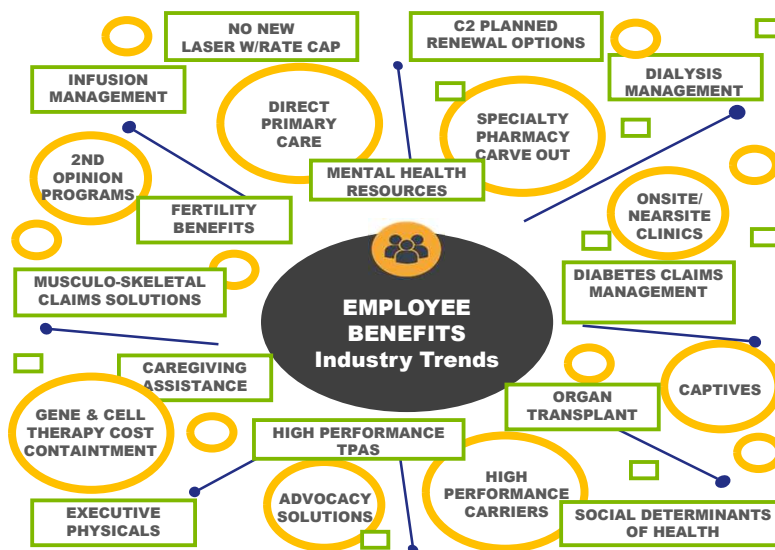 NO NEW
LASER W/RATE CAP
C2 PLANNED
RENEWAL OPTIONS
INFUSION
MANAGEMENT
DIALYSIS
MANAGEMENT
DIRECT
PRIMARY
CARE
SPECIALTY
PHARMACY
CARVE OUT
2ND
OPINION
PROGRAMS
MENTAL HEALTH
RESOURCES
FERTILITY
BENEFITS
ONSITE/
NEARSITE
CLINICS
MUSCULO-SKELETAL
CLAIMS SOLUTIONS
DIABETES CLAIMS
MANAGEMENT
EMPLOYEE
BENEFITS
Industry Trends
CAREGIVING
ASSISTANCE
ORGAN
TRANSPLANT
CAPTIVES
GENE & CELL
THERAPY COST
CONTAINTMENT
HIGH PERFORMANCE
TPAS
HIGH
PERFORMANCE
CARRIERS
ADVOCACY
SOLUTIONS
EXECUTIVE
PHYSICALS
SOCIAL DETERMINANTS
OF HEALTH